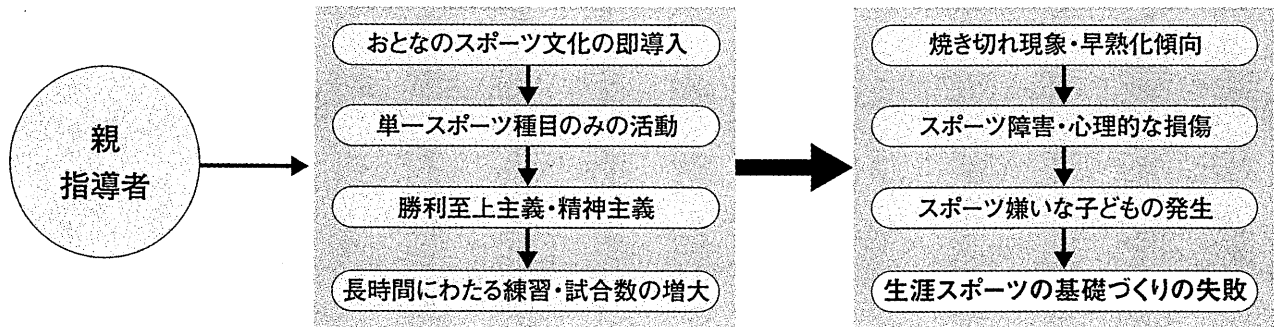 親
指導者
おとなのスポーツ文化の即導入
単一スポーツ種目のみの活動
勝利至上主義・精神主義
長時間にわたる練習・試合数の増大
焼き切れ現象・早熟化傾向
スポーツ障害・心理的な損傷
スポーツ嫌いな子どもの発生
生涯スポーツの基礎づくりの失敗